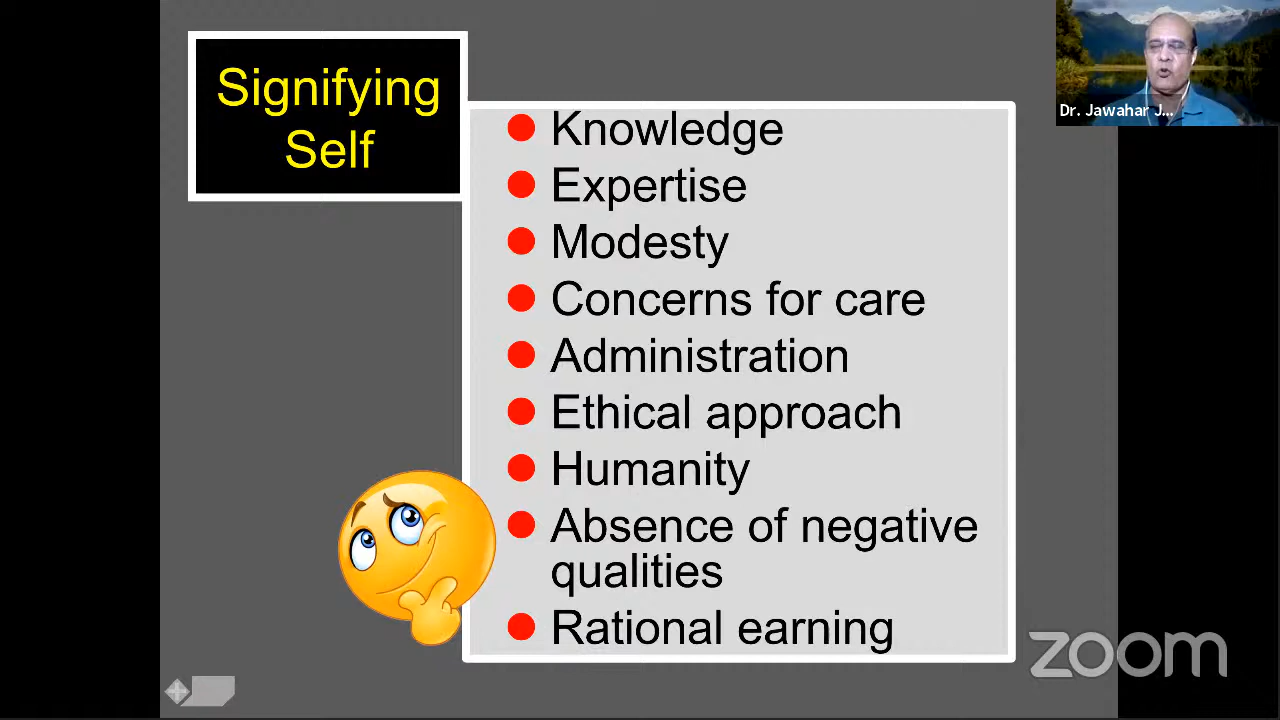 Signifying
Self
Knowledge
Expertise
Modesty
Concerns for care
Administration
Ethical approach
Humanity
Absence of negative
qualities
Rational earning
Dr. Jawahar J...
zoom